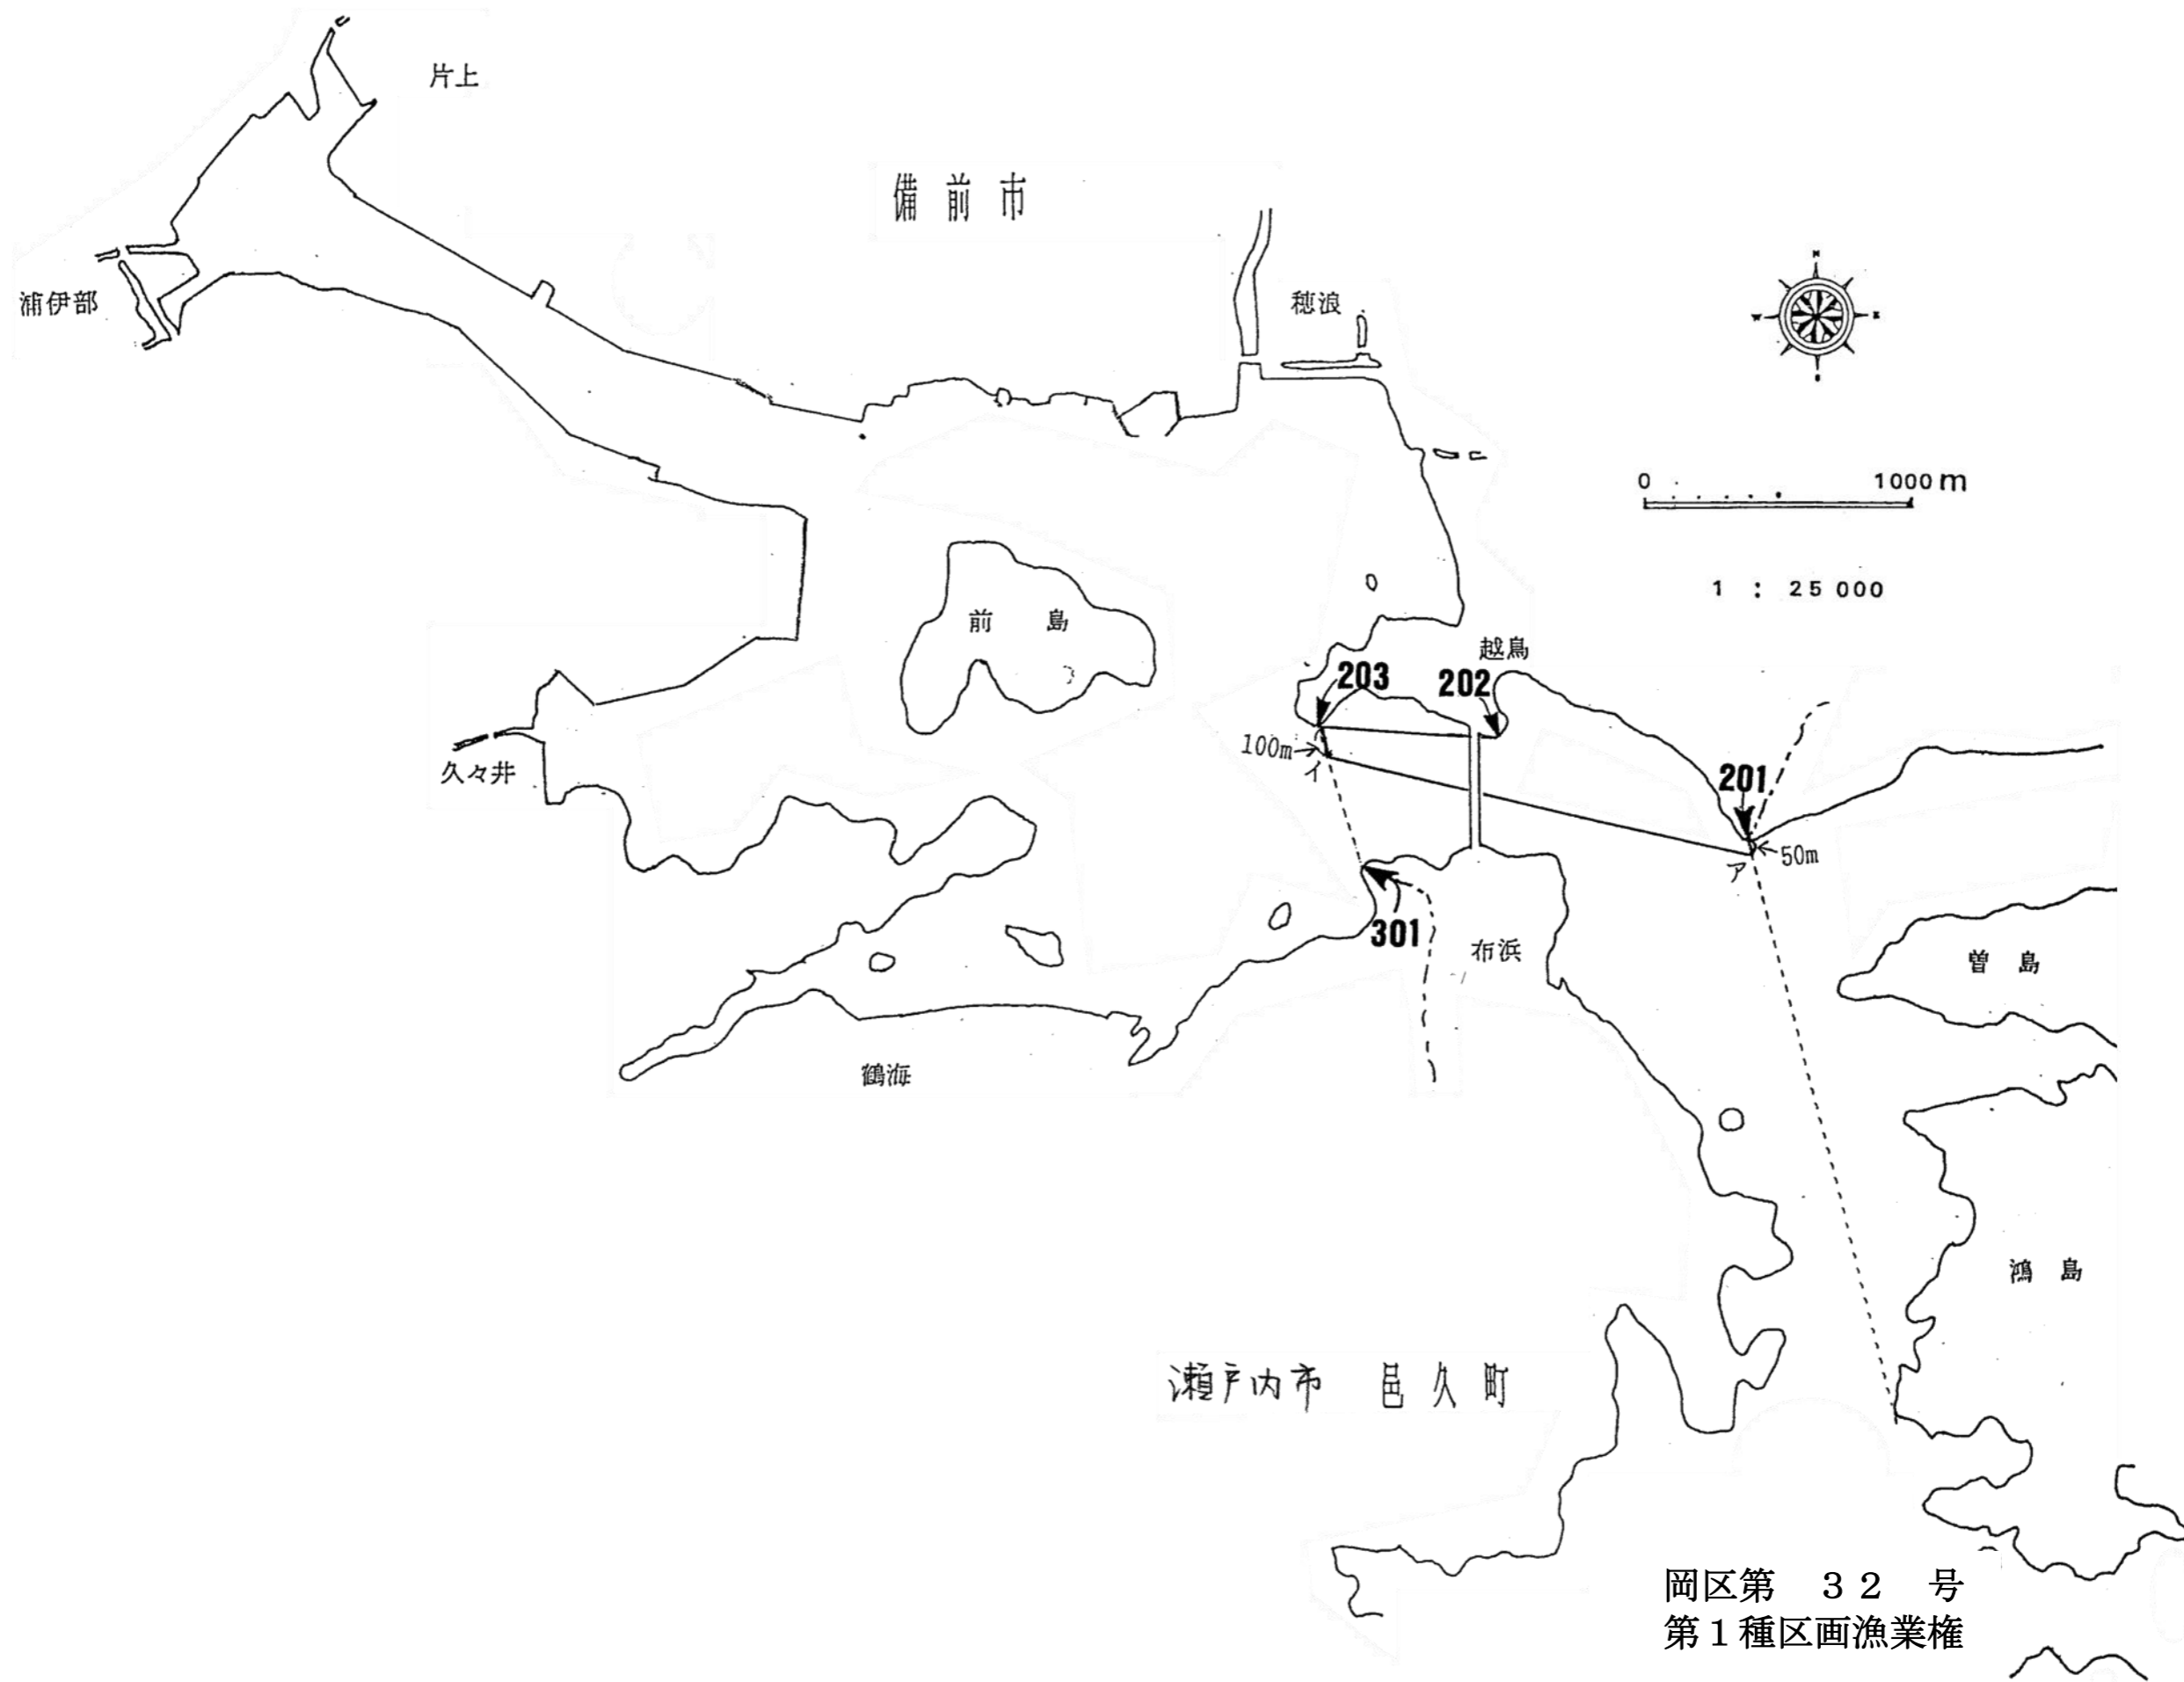 片上
備前市
浦伊部
穂浪
N
W
E
S
0 1000m
1 : 25 000
前島
越鳥
203
202
100m
イ
久々井
201
50m
ア
301
布浜
曽島
鶴海
鴻島
瀬戸内市 邑久町
岡区第 32 号
第1種区画漁業権